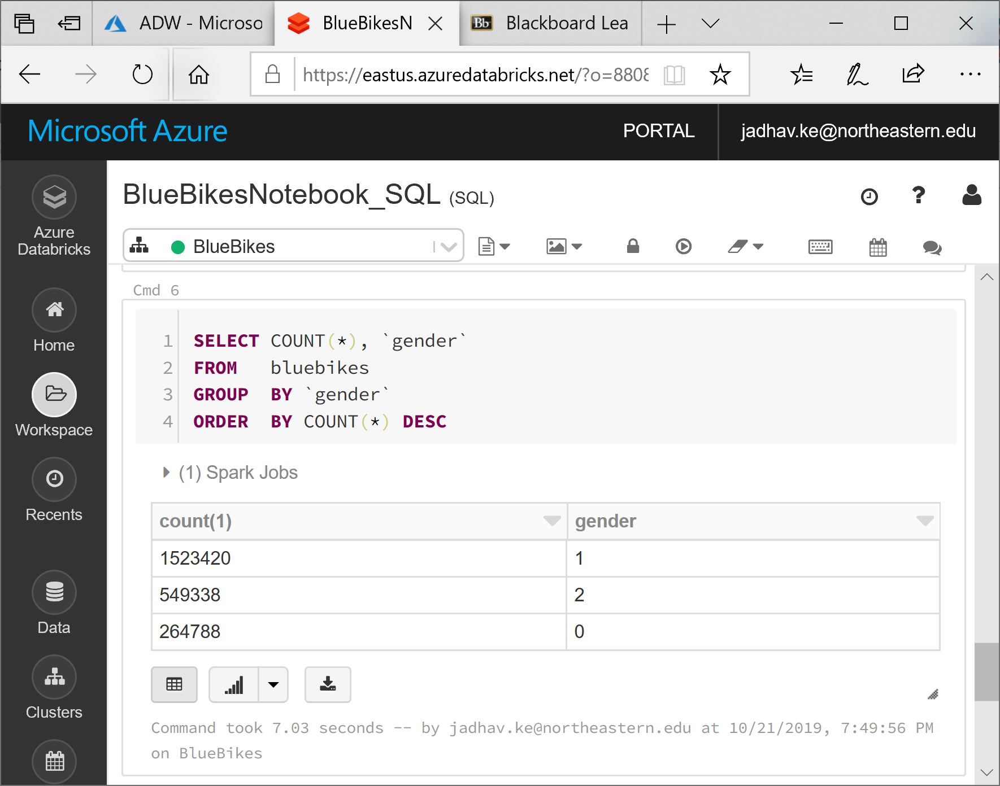 ADW - Microso
BlueBikesN
Bb Blackboard Lea
https://eastus.azuredatabricks.net/?o=8808
Microsoft Azure
PORTAL
jadhav.ke@northeastern.edu
Azure
Databricks
Home
Workspace
Recents
Data
Clusters
BlueBikesNotebook_SQL (SQL)
BlueBikes
Cmd 6
1 SELECT COUNT(*), `gender`
2 FROM bluebikes
3 GROUP BY `gender`
4 ORDER BY COUNT(*) DESC
(1) Spark Jobs
count(1) gender
1523420 1
549338 2
264788 0
Command took 7.03 seconds -- by jadhav.ke@northeastern.edu at 10/21/2019, 7:49:56 PM
on BlueBikes